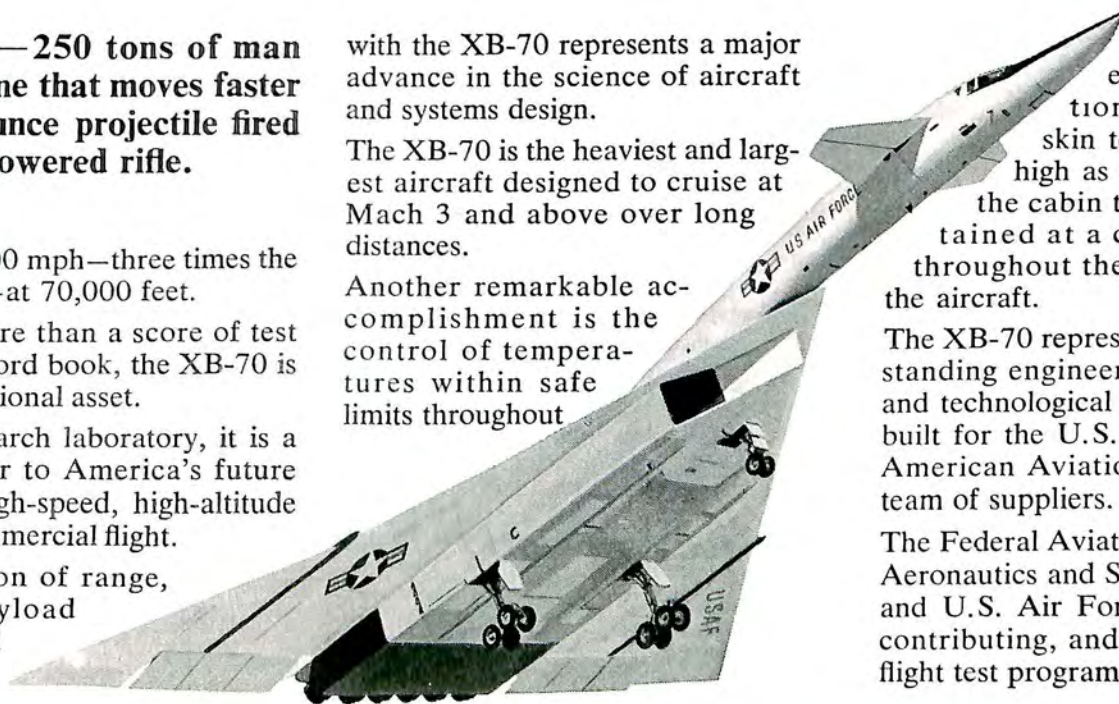 —250 tons of man
ne that moves faster
unce projectile fired
owered rifle.
00 mph—three times the
-at 70,000 feet.
re than a score of test
ord book, the XB-70 is
ional asset.
arch laboratory, it is a
r to America's future
gh-speed, high-altitude
mercial flight.
on of range,
yload
with the XB-70 represents a major
advance in the science of aircraft
and systems design.
The XB-70 is the heaviest and larg-
est aircraft designed to cruise at
Mach 3 and above over long
distances.
Another remarkable ac-
complishment is the
control of tempera-
tures within safe
limits throughout
7
U S AIR FORCE
C
USAF
e
tion
skin t
high as
the cabin t
tained at a c
throughout the
the aircraft.
The XB-70 repres
standing engineer
and technological
built for the U.S.
American Aviatio
team of suppliers.
The Federal Aviat
Aeronautics and S
and U.S. Air For
contributing, and
flight test program